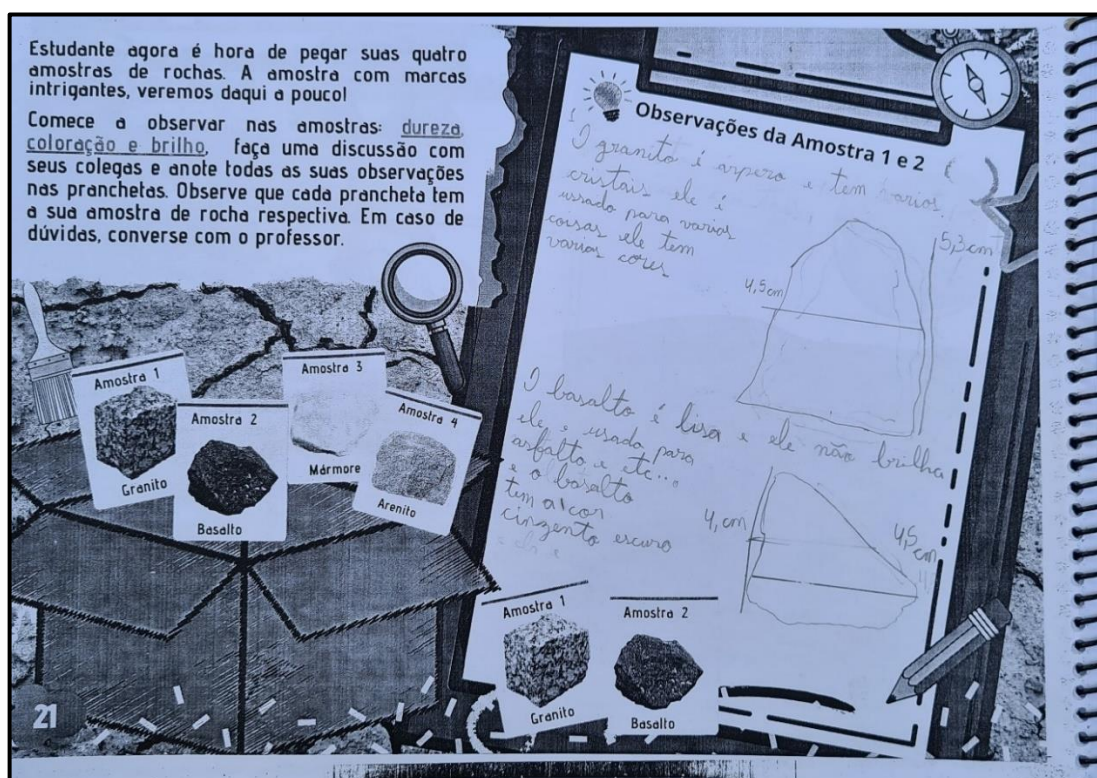 Estudante agora é hora de pegar suas quatro
amostras de rochas. A amostra com marcas
intrigantes, veremos daqui a pouco!
Comece a observar nas amostras: dureza,
coloração e brilho, faça uma discussão com
seus colegas e anote todas as suas observações
nas pranchetas. Observe que cada prancheta tem
a sua amostra de rocha respectiva. Em caso de
dúvidas, converse com o professor.
Amostra 1
Granito
Amostra 2
Basalto
Amostra 3
Mármore
Amostra 4
Arenito
21
Observações da Amostra 1 e 2
O granito é áspero e tem varios
cristais ele é
ussado para varias
coisas ele tem
varias cores
4,5cm
5,3cm
O basalto é lisa e ele não brilha
ele é usada para
asfalto e etc...
e o basalto
tem a cor
cinzento escuro
4,cm
4,5
cm
Amostra 1
Granito
Amostra 2
Basalto